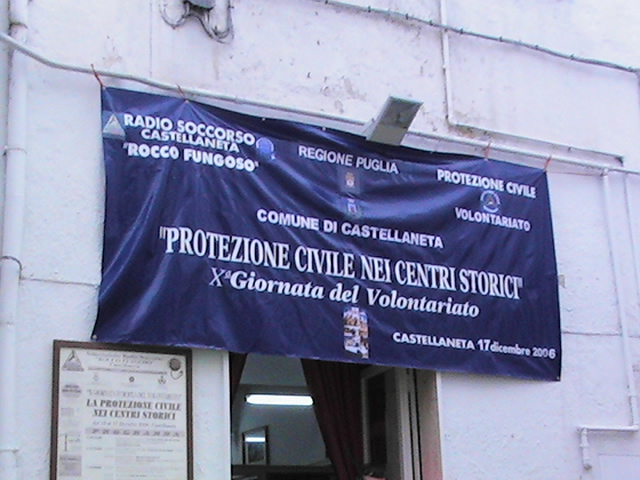 RADIO SOCCORSO
CASTELLANETA
"ROCCO FUNGOSO"
REGIONE PUGLIA
PROTEZIONE CIVILE
VOLONTARIATO
COMUNE DI CASTELLANETA
"PROTEZIONE CIVILE NEI CENTRI STORICI"
Xª Giornata del Volontariato
CASTELLANETA 17 dicembre 2006
LA PROTEZIONE CIVILE
NEI CENTRI STORICI
PROGRAMMA